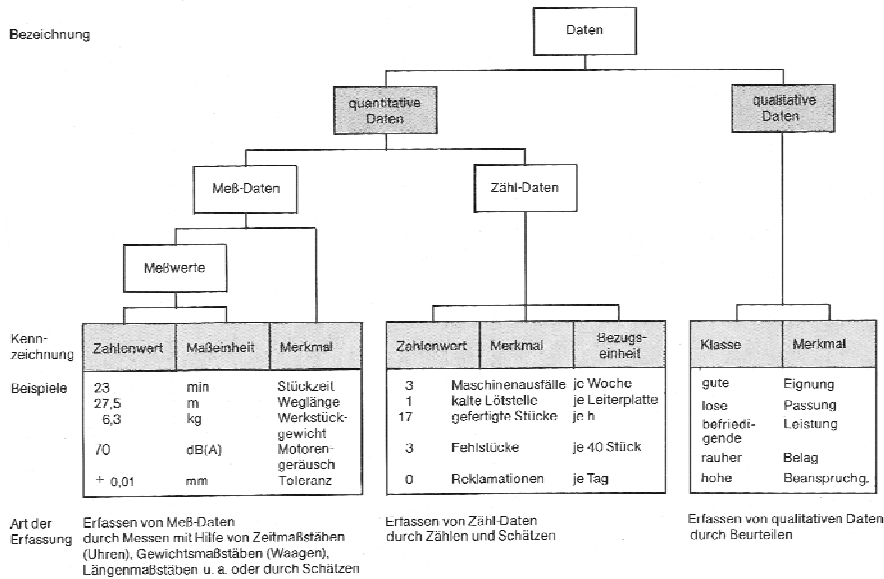 Bezeichnung
Daten
quantitative
Daten
qualitative
Daten
Meß-Daten
Zähl-Daten
Meßwerte
Kenn-
zeichnung
Zahlenwert Maßeinheit Merkmal
Zahlenwert Merkmal Bezugs-
einheit
Klasse Merkmal
Beispiele
23 min Stückzeit
27,5 m Weglänge
6,3 kg Werkstück-
gewicht
70 dB(A) Motoren-
geräusch
± 0,01 mm Toleranz
3 Maschinenausfälle je Woche
1 kalte Lötstelle je Leiterplatte
17 gefertigte Stücke je h
3 Fehlstücke je 40 Stück
0 Reklamationen je Tag
gute Eignung
lose Passung
befriedi-
gende Leistung
rauher Belag
hohe Beanspruchg.
Art der
Erfassung
Erfassen von Meß-Daten
durch Messen mit Hilfe von Zeitmaßstäben
(Uhren), Gewichtsmaßstäben (Waagen),
Längenmaßstäben u. a. oder durch Schätzen
Erfassen von Zähl-Daten
durch Zählen und Schätzen
Erfassen von qualitativen Daten
durch Beurteilen